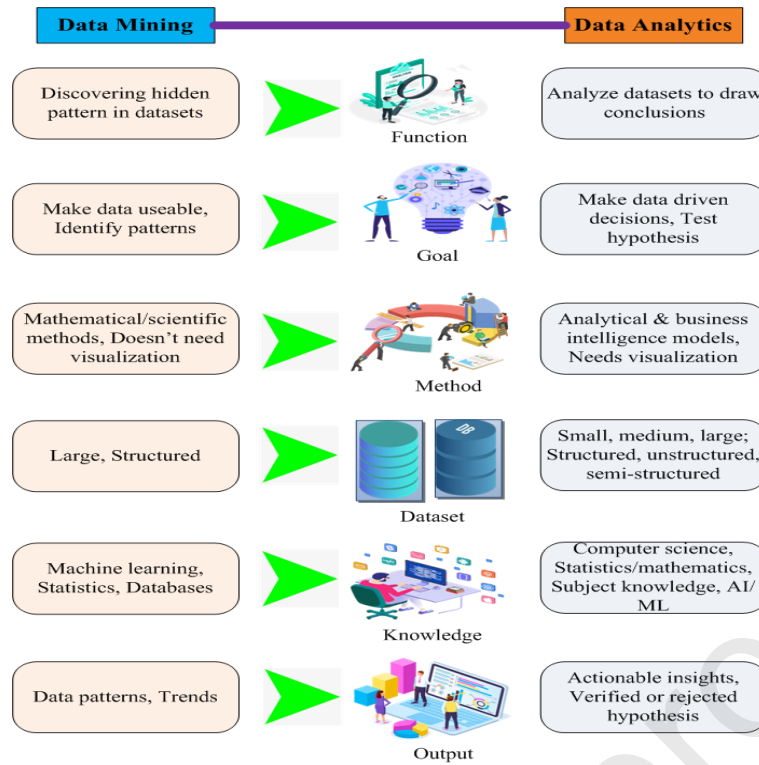 Data Mining
Data Analytics
Discovering hidden
pattern in datasets
Function
Analyze datasets to draw
conclusions
Make data useable,
Identify patterns
Goal
Make data driven
decisions, Test
hypothesis
Mathematical/scientific
methods, Doesn't need
visualization
Method
Analytical & business
intelligence models,
Needs visualization
Large, Structured
DB
Dataset
Small, medium, large;
Structured, unstructured,
semi-structured
Machine learning,
Statistics, Databases
Knowledge
Computer science,
Statistics/mathematics,
Subject knowledge, AI/
ML
Data patterns, Trends
Output
Actionable insights,
Verified or rejected
hypothesis